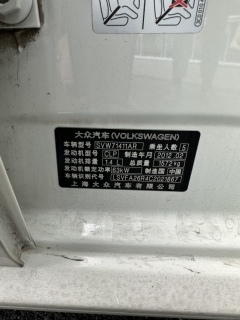 大众汽车(VOLKSWAGEN)
车辆型号 SVW71411AR 乘坐人数 5
发动机型号 CLP 制造年月 2012.02
发动机排量 1.4 L 总质量 1572 kg
发动机额定功率 63kW 制造国 中国
车辆识别代号 LSVFA26R4C2021667
上海大众汽车有限公司